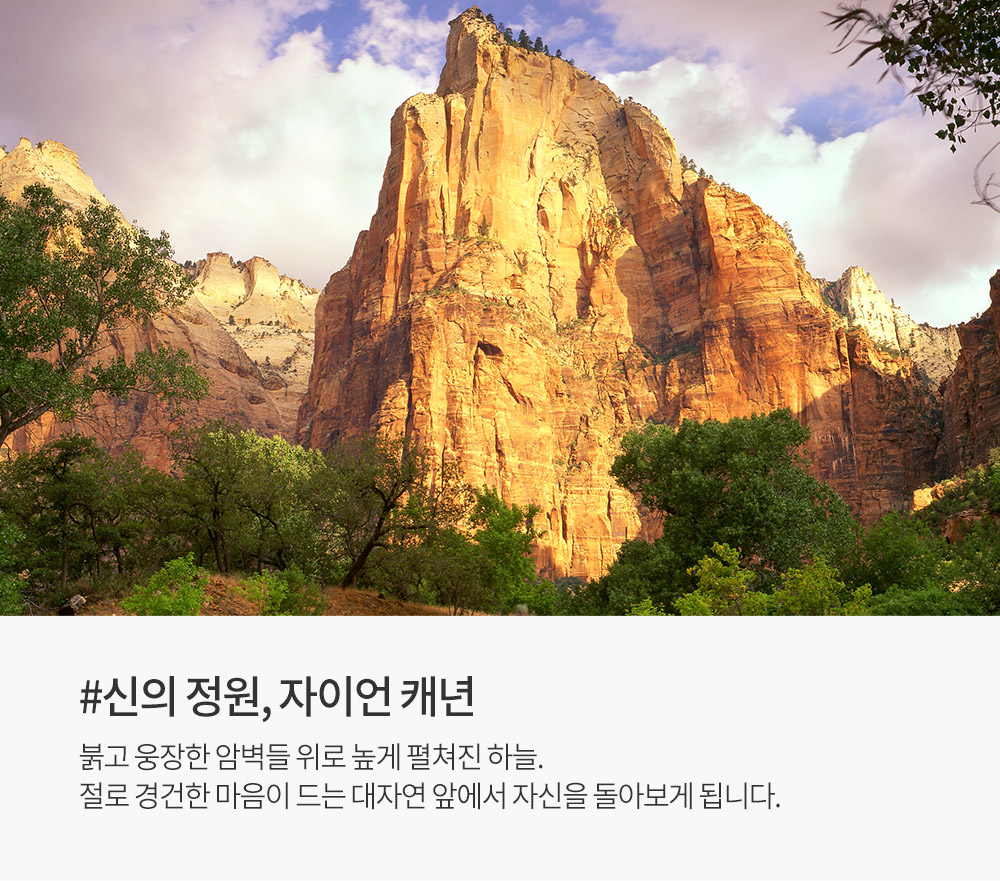 #신의 정원, 자이언 캐년
붉고 웅장한 암벽들 위로 높게 펼쳐진 하늘.
절로 경건한 마음이 드는 대자연 앞에서 자신을 돌아보게 됩니다.